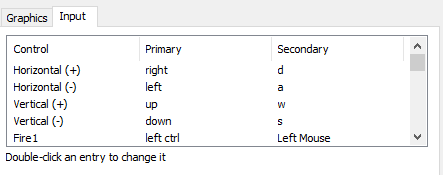 Graphics Input
Control Primary Secondary
Horizontal (+) right d
Horizontal (-) left a
Vertical (+) up w
Vertical (-) down s
Fire1 left ctrl Left Mouse
Double-click an entry to change it